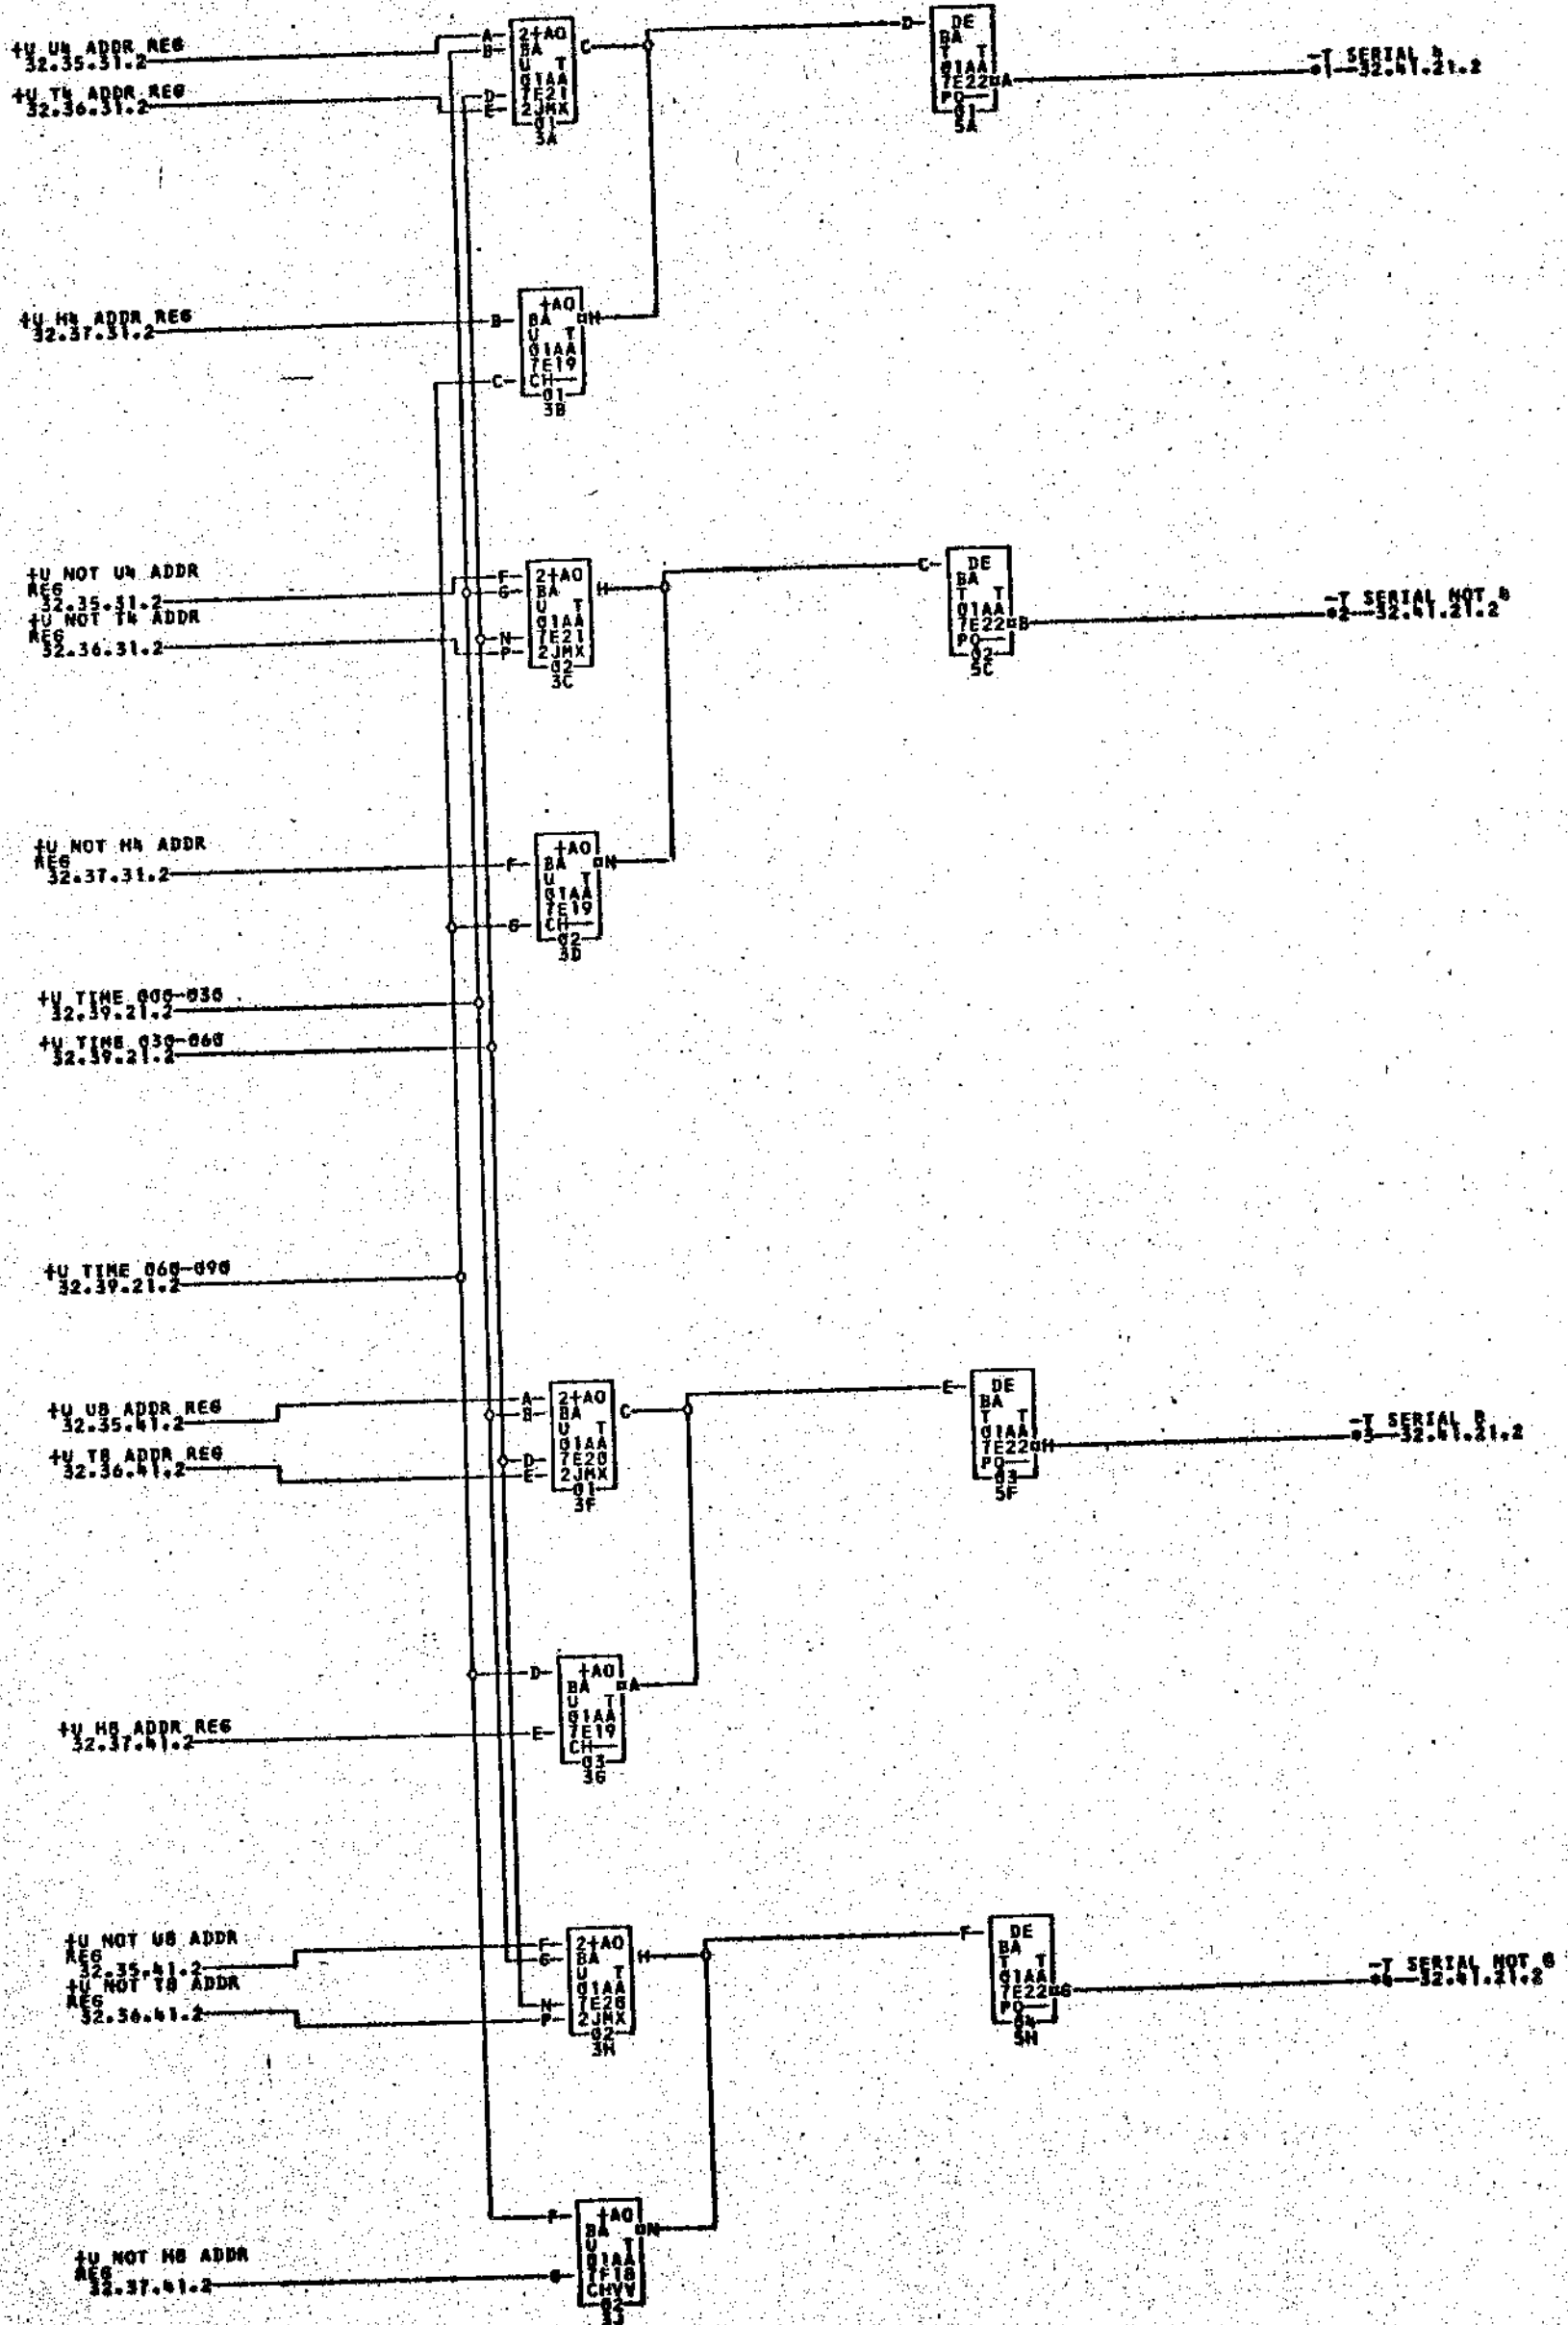 +U U4 ADDR REG
32.35.31.2
+U T4 ADDR REG
32.36.31.2
A
B
D
E
2+AO
BA
U T
01AA
7E21
2JMX
01
3A
C
D
DE
BA
T T
01AA
7E22
PQ
01
5A
A
-T SERIAL 4
*1--32.41.21.2
+U H4 ADDR REG
32.37.31.2
B
C
+AO
BA
U T
01AA
7E19
CH
01
3B
H
+U NOT U4 ADDR
REG
32.35.31.2
+U NOT T4 ADDR
REG
32.36.31.2
F
G
N
P
2+AO
BA
U T
01AA
7E21
2JMX
02
3C
H
C
DE
BA
T T
01AA
7E22
PQ
02
5C
B
-T SERIAL NOT 4
*2--32.41.21.2
+U NOT H4 ADDR
REG
32.37.31.2
F
G
+AO
BA
U T
01AA
7E19
CH
02
3D
N
+U TIME 000-030
32.39.21.2
+U TIME 030-060
32.39.21.2
+U TIME 060-090
32.39.21.2
+U U8 ADDR REG
32.35.41.2
+U T8 ADDR REG
32.36.41.2
A
B
D
E
2+AO
BA
U T
01AA
7E20
2JMX
01
3F
C
E
DE
BA
T T
01AA
7E22
PQ
03
5F
H
-T SERIAL 8
*3--32.41.21.2
+U H8 ADDR REG
32.37.41.2
D
E
+AO
BA
U T
01AA
7E19
CH
03
3G
A
+U NOT U8 ADDR
REG
32.35.41.2
+U NOT T8 ADDR
REG
32.36.41.2
F
G
N
P
2+AO
BA
U T
01AA
7E20
2JMX
02
3H
H
F
DE
BA
T T
01AA
7E22
PQ
04
5H
G
-T SERIAL NOT 8
*4--32.41.21.2
+U NOT H8 ADDR
REG
32.37.41.2
F
G
+AO
BA
U T
01AA
7F18
CHVV
02
3J
N